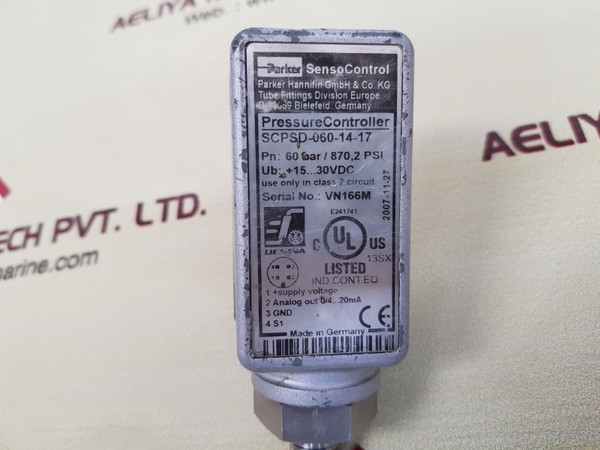 AELIYA
Parker SensoControl
Parker Hannifin GmbH & Co. KG
Tube Fittings Division Europe
Bielefeld, Germany
PressureController
SCPSD-060-14-17
Pn: 60 bar / 870,2 PSI
Ub: +15...30VDC
use only in class 2 circuit
Serial No.: VN166M
2007-11-27
E241741
C UL US
13SX
LISTED
IND.CONT.EQ
1 +supply voltage
2 Analog out 0/4...20mA
3 GND
4 S1
CE
Made in Germany
TECH PVT. LTD.
marine.com
AELIYA